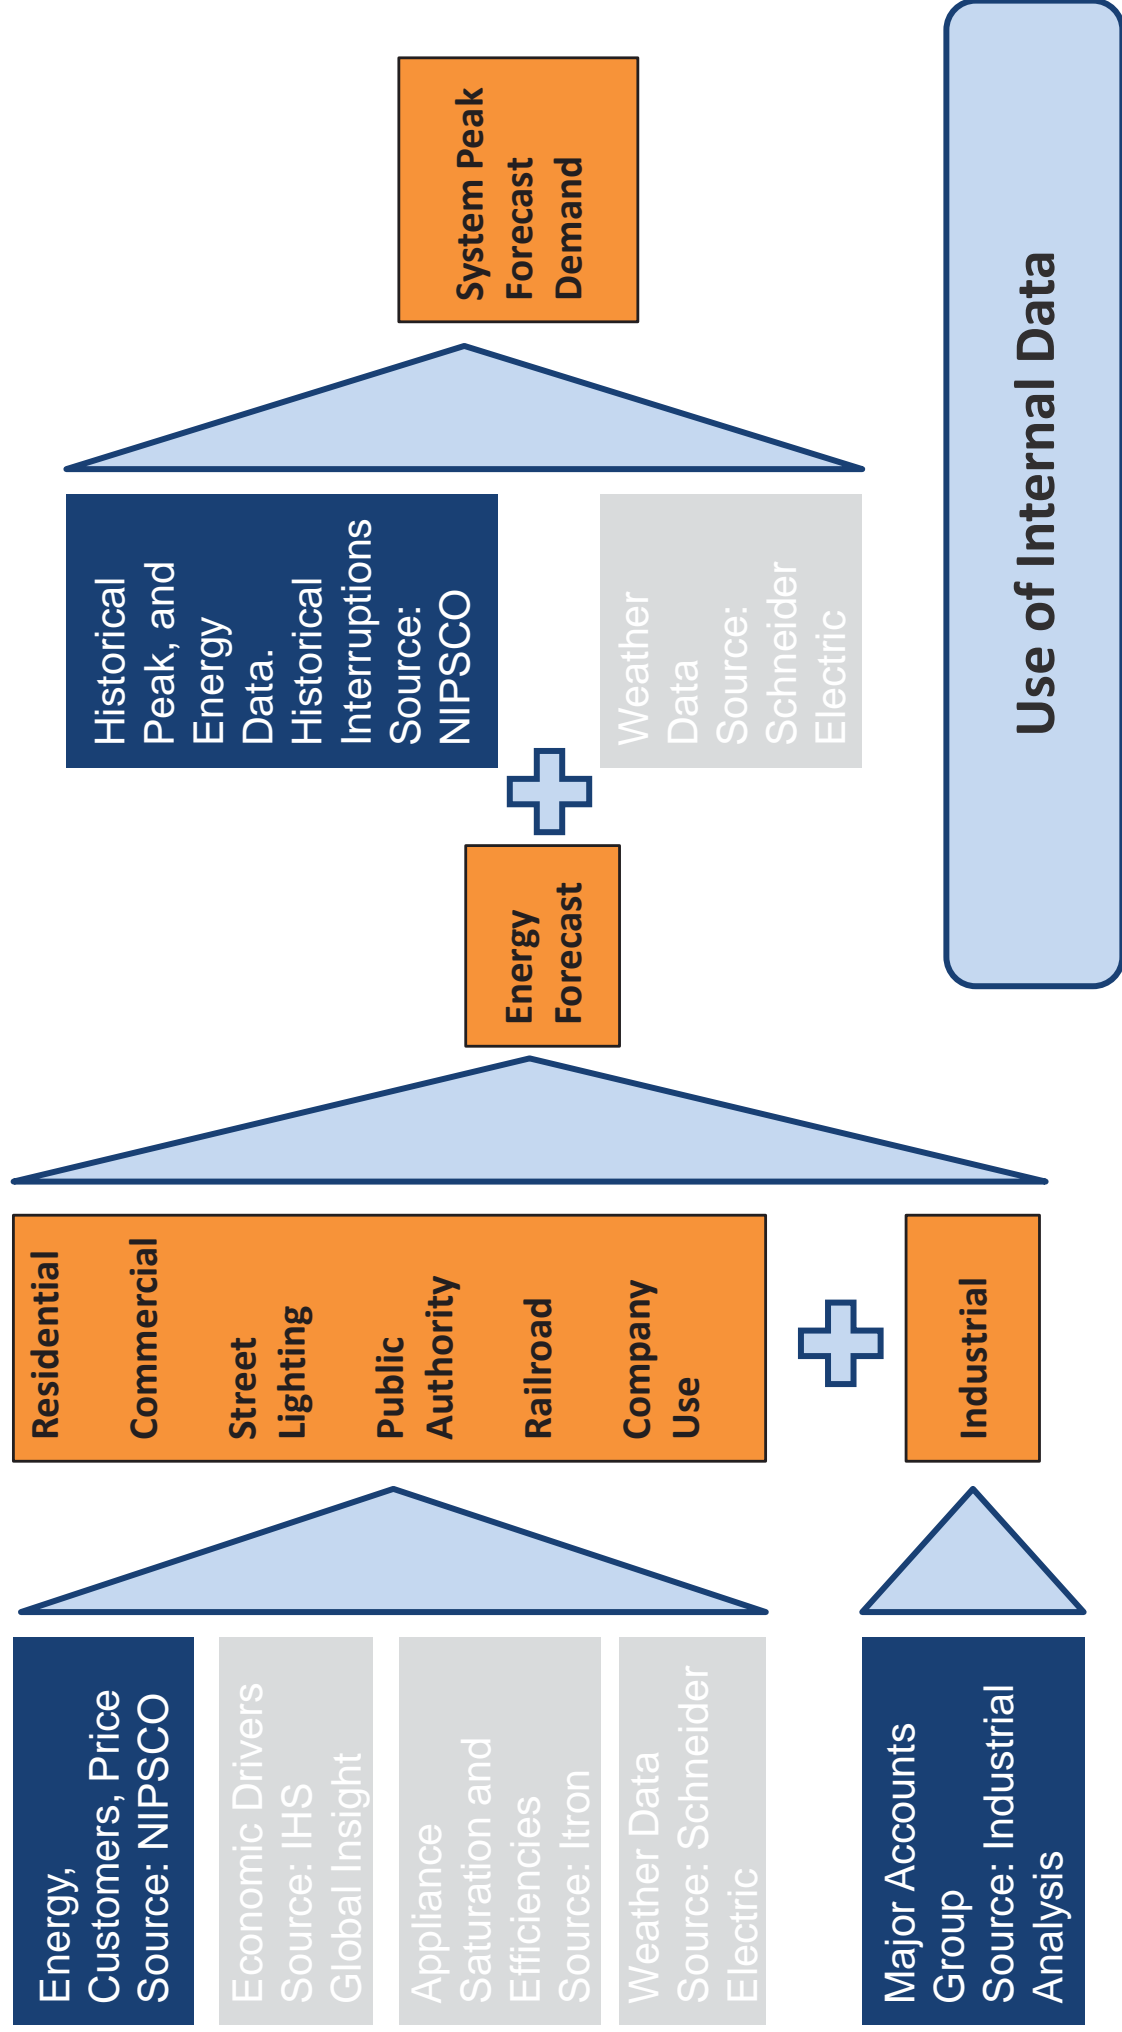 Energy,
Customers, Price
Source: NIPSCO
Economic Drivers
Source: IHS
Global Insight
Appliance
Saturation and
Efficiencies
Source: Itron
Weather Data
Source: Schneider
Electric
Major Accounts
Group
Source: Industrial
Analysis
Residential
Commercial
Street
Lighting
Public
Authority
Railroad
Company
Use
Industrial
Energy
Forecast
Historical
Peak, and
Energy
Data.
Historical
Interruptions
Source:
NIPSCO
Weather
Data
Source:
Schneider
Electric
System Peak
Forecast
Demand
Use of Internal Data